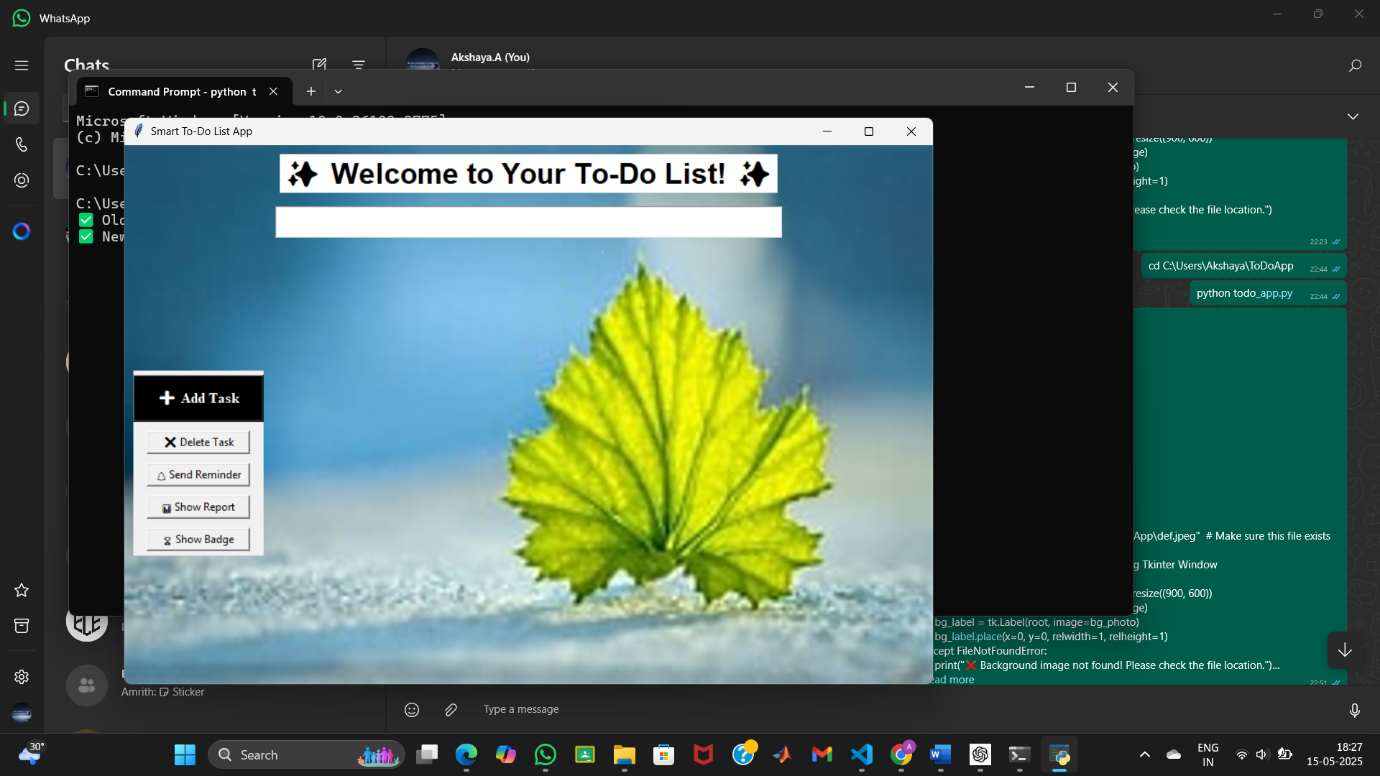 WhatsApp
Chats
Akshaya.A (You)
Command Prompt - python t
(c) Mi
C:\Use
C:\Use
✅ Old
✅ New
Smart To-Do List App
✨ Welcome to Your To-Do List! ✨
➕ Add Task
❌ Delete Task
🔔 Send Reminder
📊 Show Report
🏅 Show Badge
resize((900, 600))
ge)
ight=1)
ease check the file location.")
22:23
cd C:\Users\Akshaya\ToDoApp
22:44
python todo_app.py
22:44
App\def.jpeg" # Make sure this file exists
g Tkinter Window
resize((900, 600))
ge)
bg_label = tk.Label(root, image=bg_photo)
bg_label.place(x=0, y=0, relwidth=1, relheight=1)
cept FileNotFoundError:
print("❌ Background image not found! Please check the file location.")...
ead more
22:51
Amrith: Sticker
Type a message
30°
Search
ENG
IN
18:27
15-05-2025